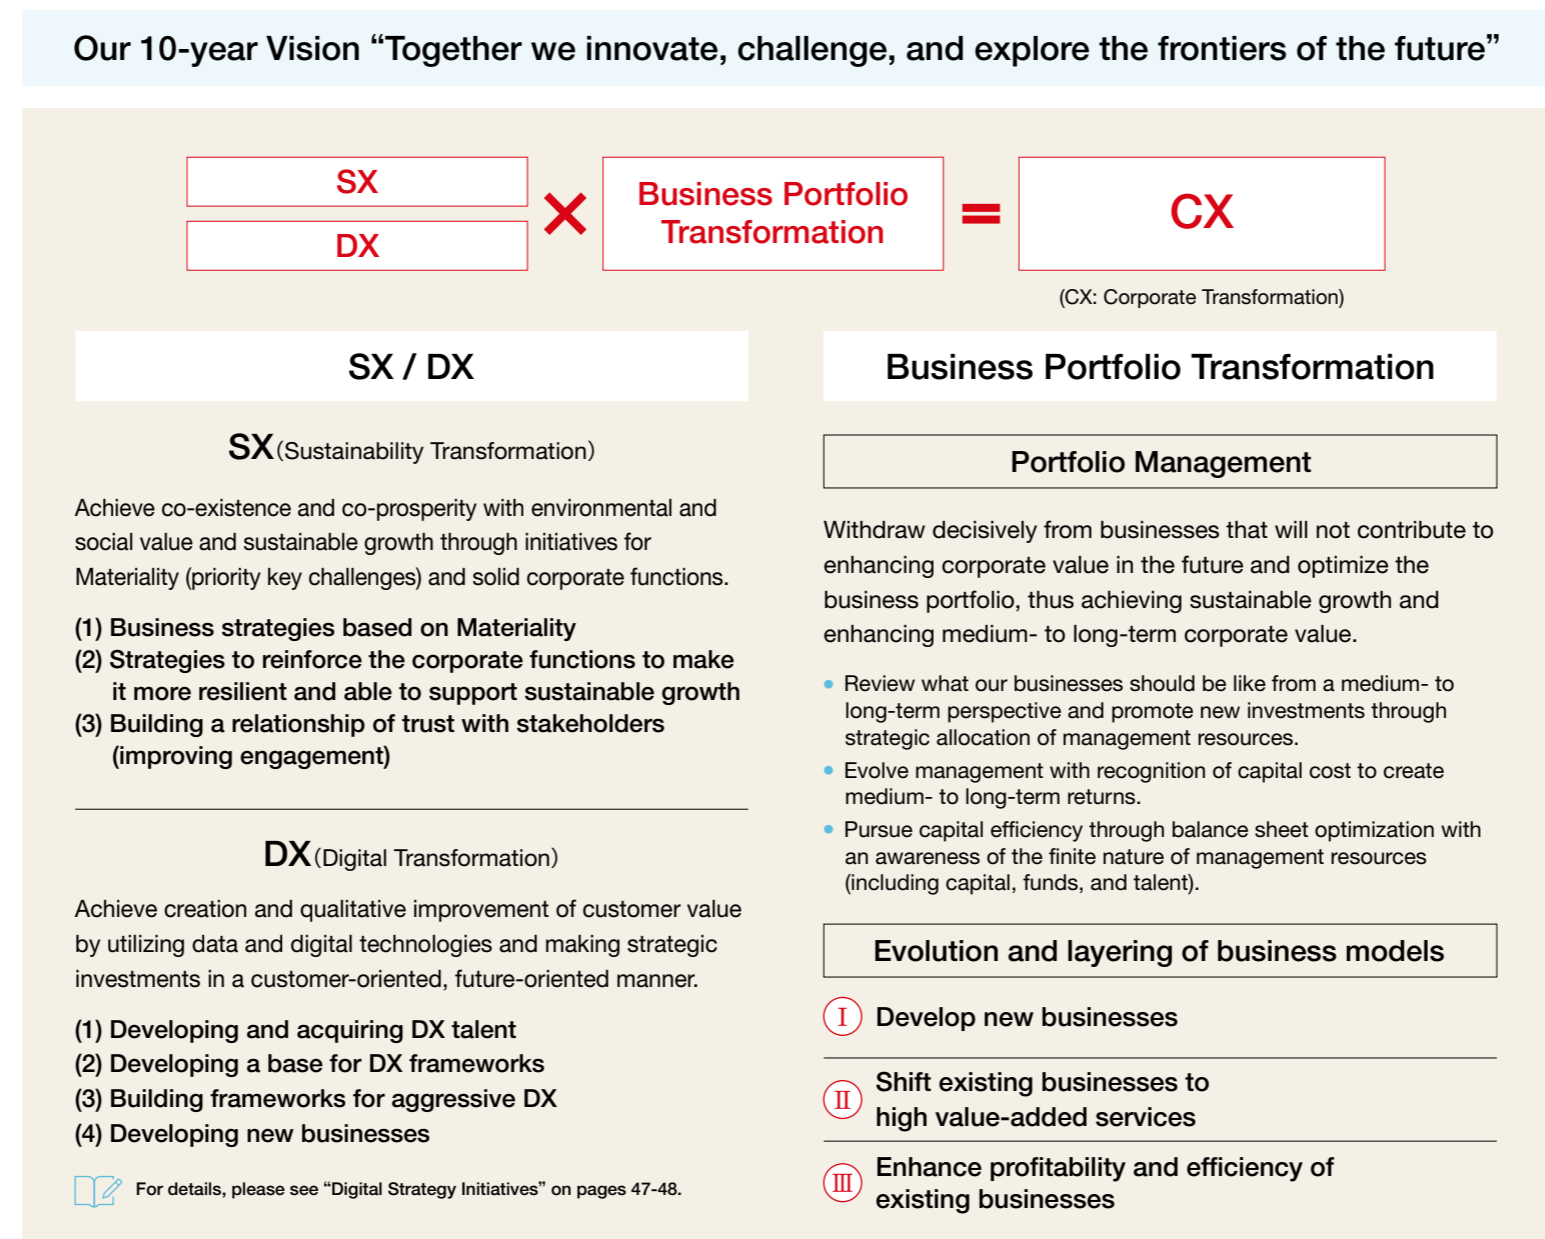 Our 10-year Vision “Together we innovate, challenge, and explore the frontiers of the future”
SX
DX
×
Business Portfolio
Transformation
=
CX
(CX: Corporate Transformation)
SX / DX
SX (Sustainability Transformation)
Achieve co-existence and co-prosperity with environmental and
social value and sustainable growth through initiatives for
Materiality (priority key challenges) and solid corporate functions.
(1) Business strategies based on Materiality
(2) Strategies to reinforce the corporate functions to make
it more resilient and able to support sustainable growth
(3) Building a relationship of trust with stakeholders
(improving engagement)
DX (Digital Transformation)
Achieve creation and qualitative improvement of customer value
by utilizing data and digital technologies and making strategic
investments in a customer-oriented, future-oriented manner.
(1) Developing and acquiring DX talent
(2) Developing a base for DX frameworks
(3) Building frameworks for aggressive DX
(4) Developing new businesses
For details, please see “Digital Strategy Initiatives” on pages 47-48.
Business Portfolio Transformation
Portfolio Management
Withdraw decisively from businesses that will not contribute to
enhancing corporate value in the future and optimize the
business portfolio, thus achieving sustainable growth and
enhancing medium- to long-term corporate value.
• Review what our businesses should be like from a medium- to
long-term perspective and promote new investments through
strategic allocation of management resources.
• Evolve management with recognition of capital cost to create
medium- to long-term returns.
• Pursue capital efficiency through balance sheet optimization with
an awareness of the finite nature of management resources
(including capital, funds, and talent).
Evolution and layering of business models
I Develop new businesses
II Shift existing businesses to
high value-added services
III Enhance profitability and efficiency of
existing businesses